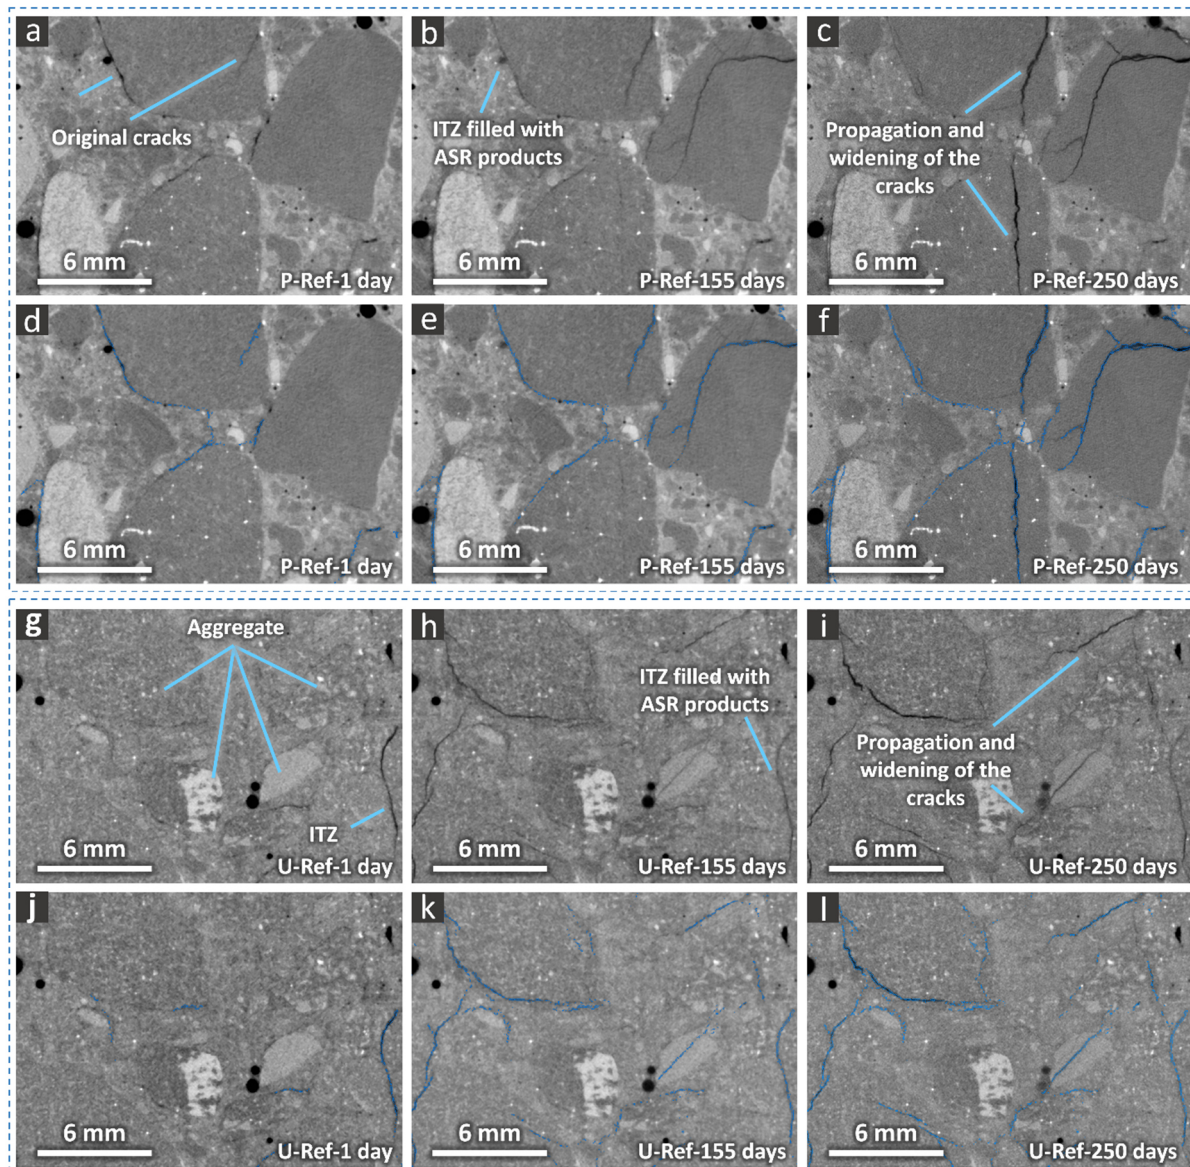 a
Original cracks
6 mm
P-Ref-1 day
b
ITZ filled with
ASR products
6 mm
P-Ref-155 days
c
Propagation and
widening of the
cracks
6 mm
P-Ref-250 days
d
6 mm
P-Ref-1 day
e
6 mm
P-Ref-155 days
f
6 mm
P-Ref-250 days
g
Aggregate
ITZ
6 mm
U-Ref-1 day
h
ITZ filled with
ASR products
6 mm
U-Ref-155 days
i
Propagation and
widening of the
cracks
6 mm
U-Ref-250 days
j
6 mm
U-Ref-1 day
k
6 mm
U-Ref-155 days
l
6 mm
U-Ref-250 days